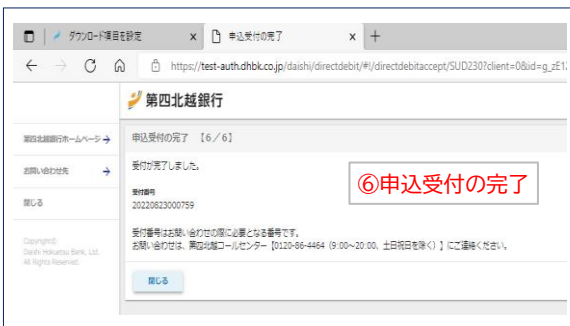 ダウンロード項目を設定
申込受付の完了
https://test-auth.dhbk.co.jp/daishi/directdebit/#!/directdebitaccept/SUD230?client=0&id=g_zE1
第四北越銀行
第四北越銀行ホームページ
お問い合わせ先
閉じる
Copyright©
Daishi Hokuetsu Bank, Ltd.
All Rights Reserved.
申込受付の完了 【6/6】
受付が完了しました。
受付番号
20220823000759
受付番号はお問い合わせの際に必要となる番号です。
お問い合わせは、第四北越コールセンター【0120-86-4464（9:00~20:00、土日祝日を除く）】にご連絡ください。
閉じる
⑥申込受付の完了